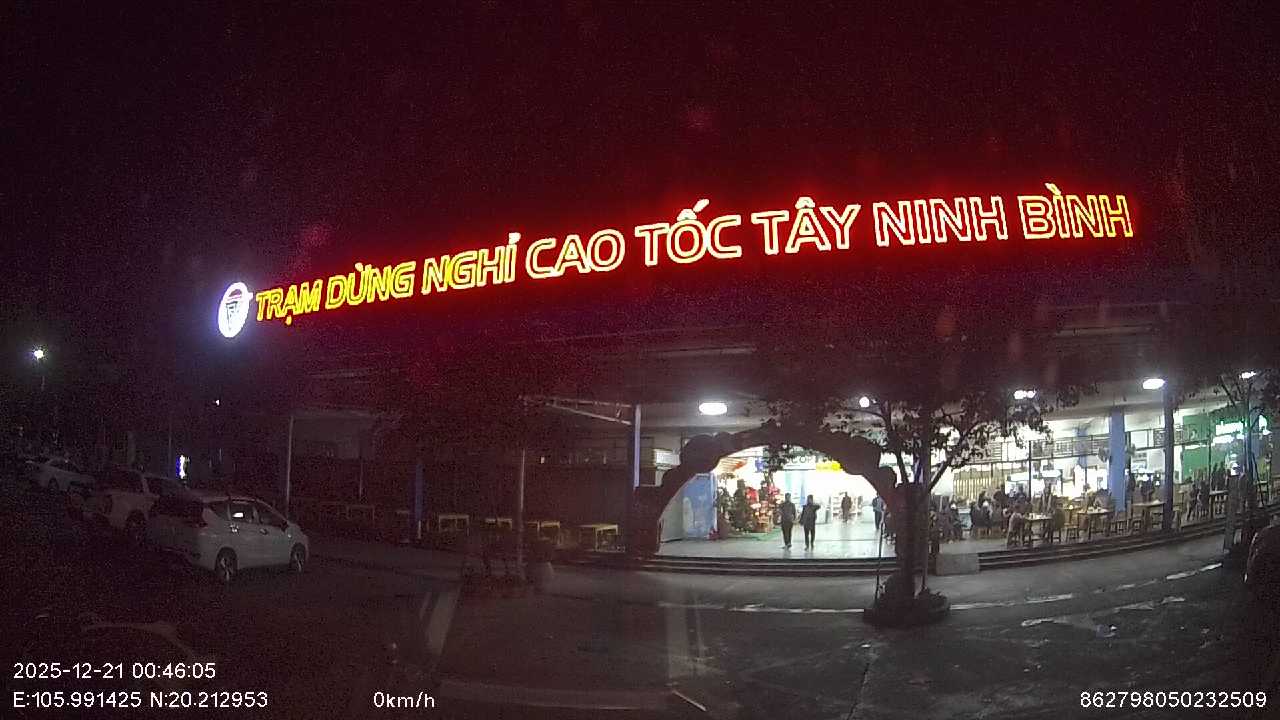 TRẠM DỪNG NGHỈ CAO TỐC TÂY NINH BÌNH
2025-12-21 00:46:05
E:105.991425 N:20.212953 0km/h 862798050232509